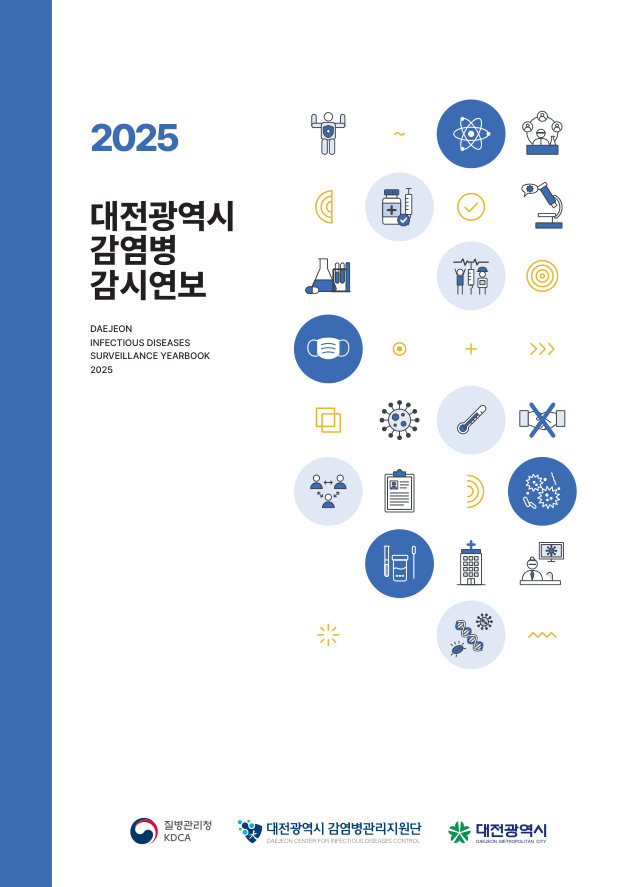 2025
대전광역시
감염병
감시연보
DAEJEON
INFECTIOUS DISEASES
SURVEILLANCE YEARBOOK
2025
질병관리청
KDCA
대전광역시 감염병관리지원단
DAEJEON CENTER FOR INFECTIOUS DISEASES CONTROL
대전광역시
DAEJEON METROPOLITAN CITY